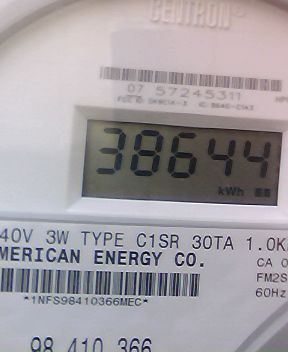 CENTRON®
07 57245311
38644
kWh
40V 3W TYPE C1SR 30TA 1.0K
MERICAN ENERGY CO.
CA 0
FM2S
60Hz
*1NFS98410366MEC*
98 410 366